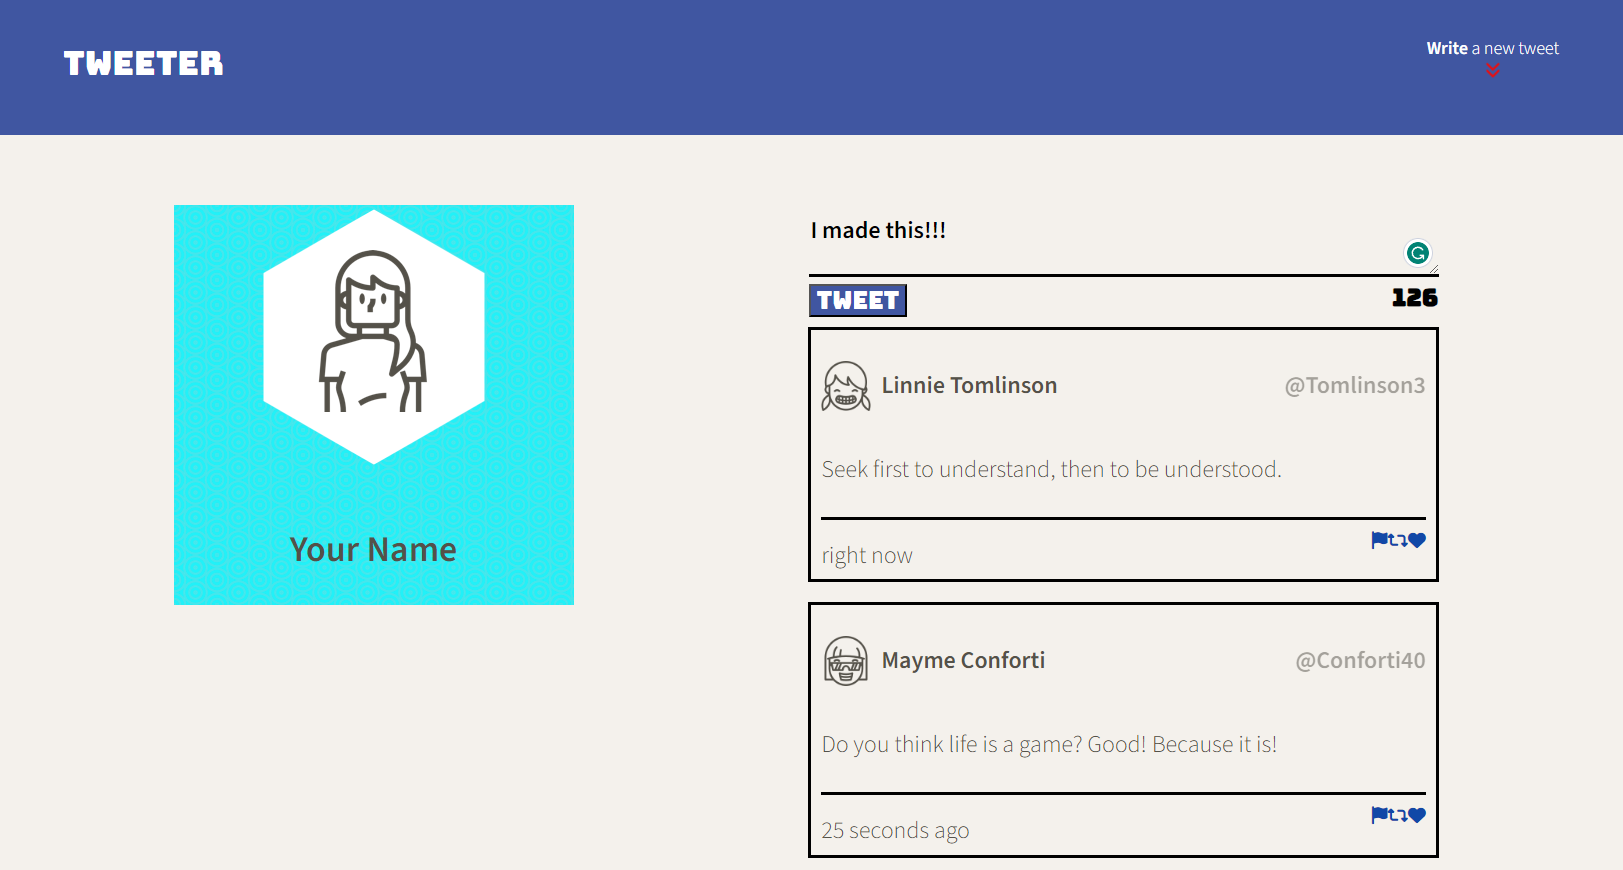 TWEETER
Write a new tweet
Your Name
I made this!!!
TWEET
126
Linnie Tomlinson
@Tomlinson3
Seek first to understand, then to be understood.
right now
Mayme Conforti
@Conforti40
Do you think life is a game? Good! Because it is!
25 seconds ago